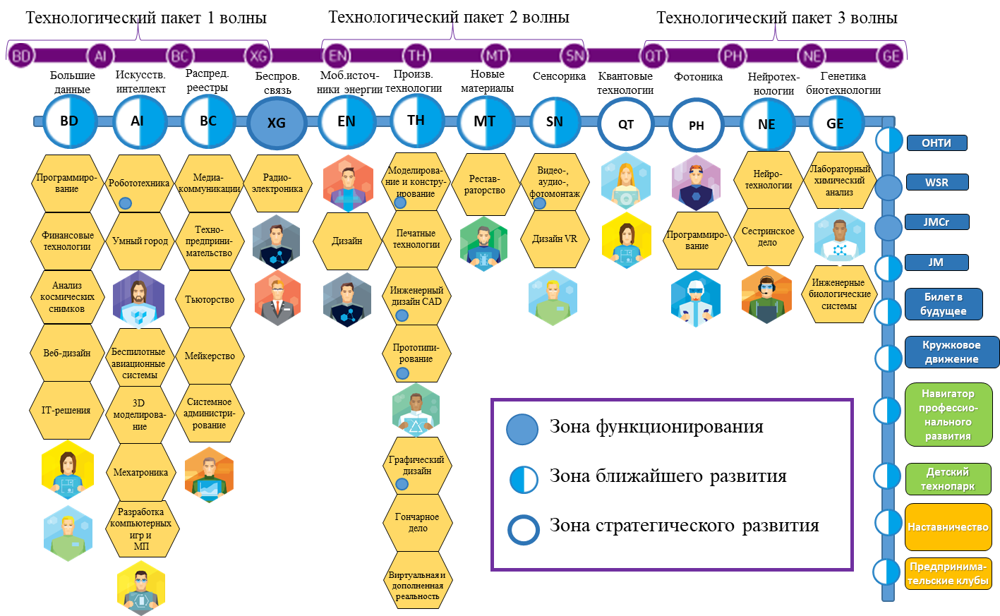 Технологический пакет 1 волны
Технологический пакет 2 волны
Технологический пакет 3 волны
BD
AI
BC
XG
EN
TH
MT
SN
QT
PH
NE
GE
Большие
данные
Искусств.
интеллект
Распред.
реестры
Беспров.
связь
Моб.источ-
ники энергии
Произв.
технологии
Новые
материалы
Сенсорика
Квантовые
технологии
Фотоника
Нейротех-
нологии
Генетика
биотехнологии
BD
AI
BC
XG
EN
TH
MT
SN
QT
PH
NE
GE
Программиро-
вание
Финансовые
технологии
Анализ
космических
снимков
Веб-дизайн
IT-решения
Робототехника
Умный город
Беспилотные
авиационные
системы
3D
моделирова-
ние
Мехатроника
Разработка
компьютерных
игр и
МП
Медиа-
коммуникации
Техно-
предприни-
мательство
Тьюторство
Мейкерство
Системное
администри-
рование
Радио-
электроника
Дизайн
Моделирова-
ние и констру-
ирование
Печатные
технологии
Инженерный
дизайн CAD
Прототипи-
рование
Графический
дизайн
Гончарное
дело
Виртуальная и
дополненная
реальность
Рестав-
раторство
Видео-,
аудио-,
фотомонтаж
Дизайн VR
Программиро-
вание
Нейро-
технологии
Сестринское
дело
Лабораторный
химический
анализ
Инженерные
биологические
системы
ОНТИ
WSR
JMCr
JM
Билет в
будущее
Кружковое
движение
Навигатор
профессио-
нального
развития
Детский
технопарк
Наставничество
Предпринима-
тельские клубы
Зона функционирования
Зона ближайшего развития
Зона стратегического развития